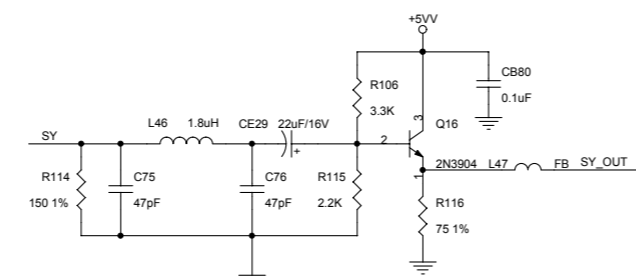 +5VV
CB80
0.1uF
R106
3.3K
3
Q16
L46 1.8uH CE29 22uF/16V
SY
2
+
2N3904 L47 FB SY_OUT
1
R114
150 1%
C75
47pF
C76
47pF
R115
2.2K
R116
75 1%